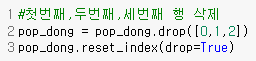 1 #첫번째,두번째,세번째 행 삭제
2 pop_dong = pop_dong.drop([0,1,2])
3 pop_dong.reset_index(drop=True)